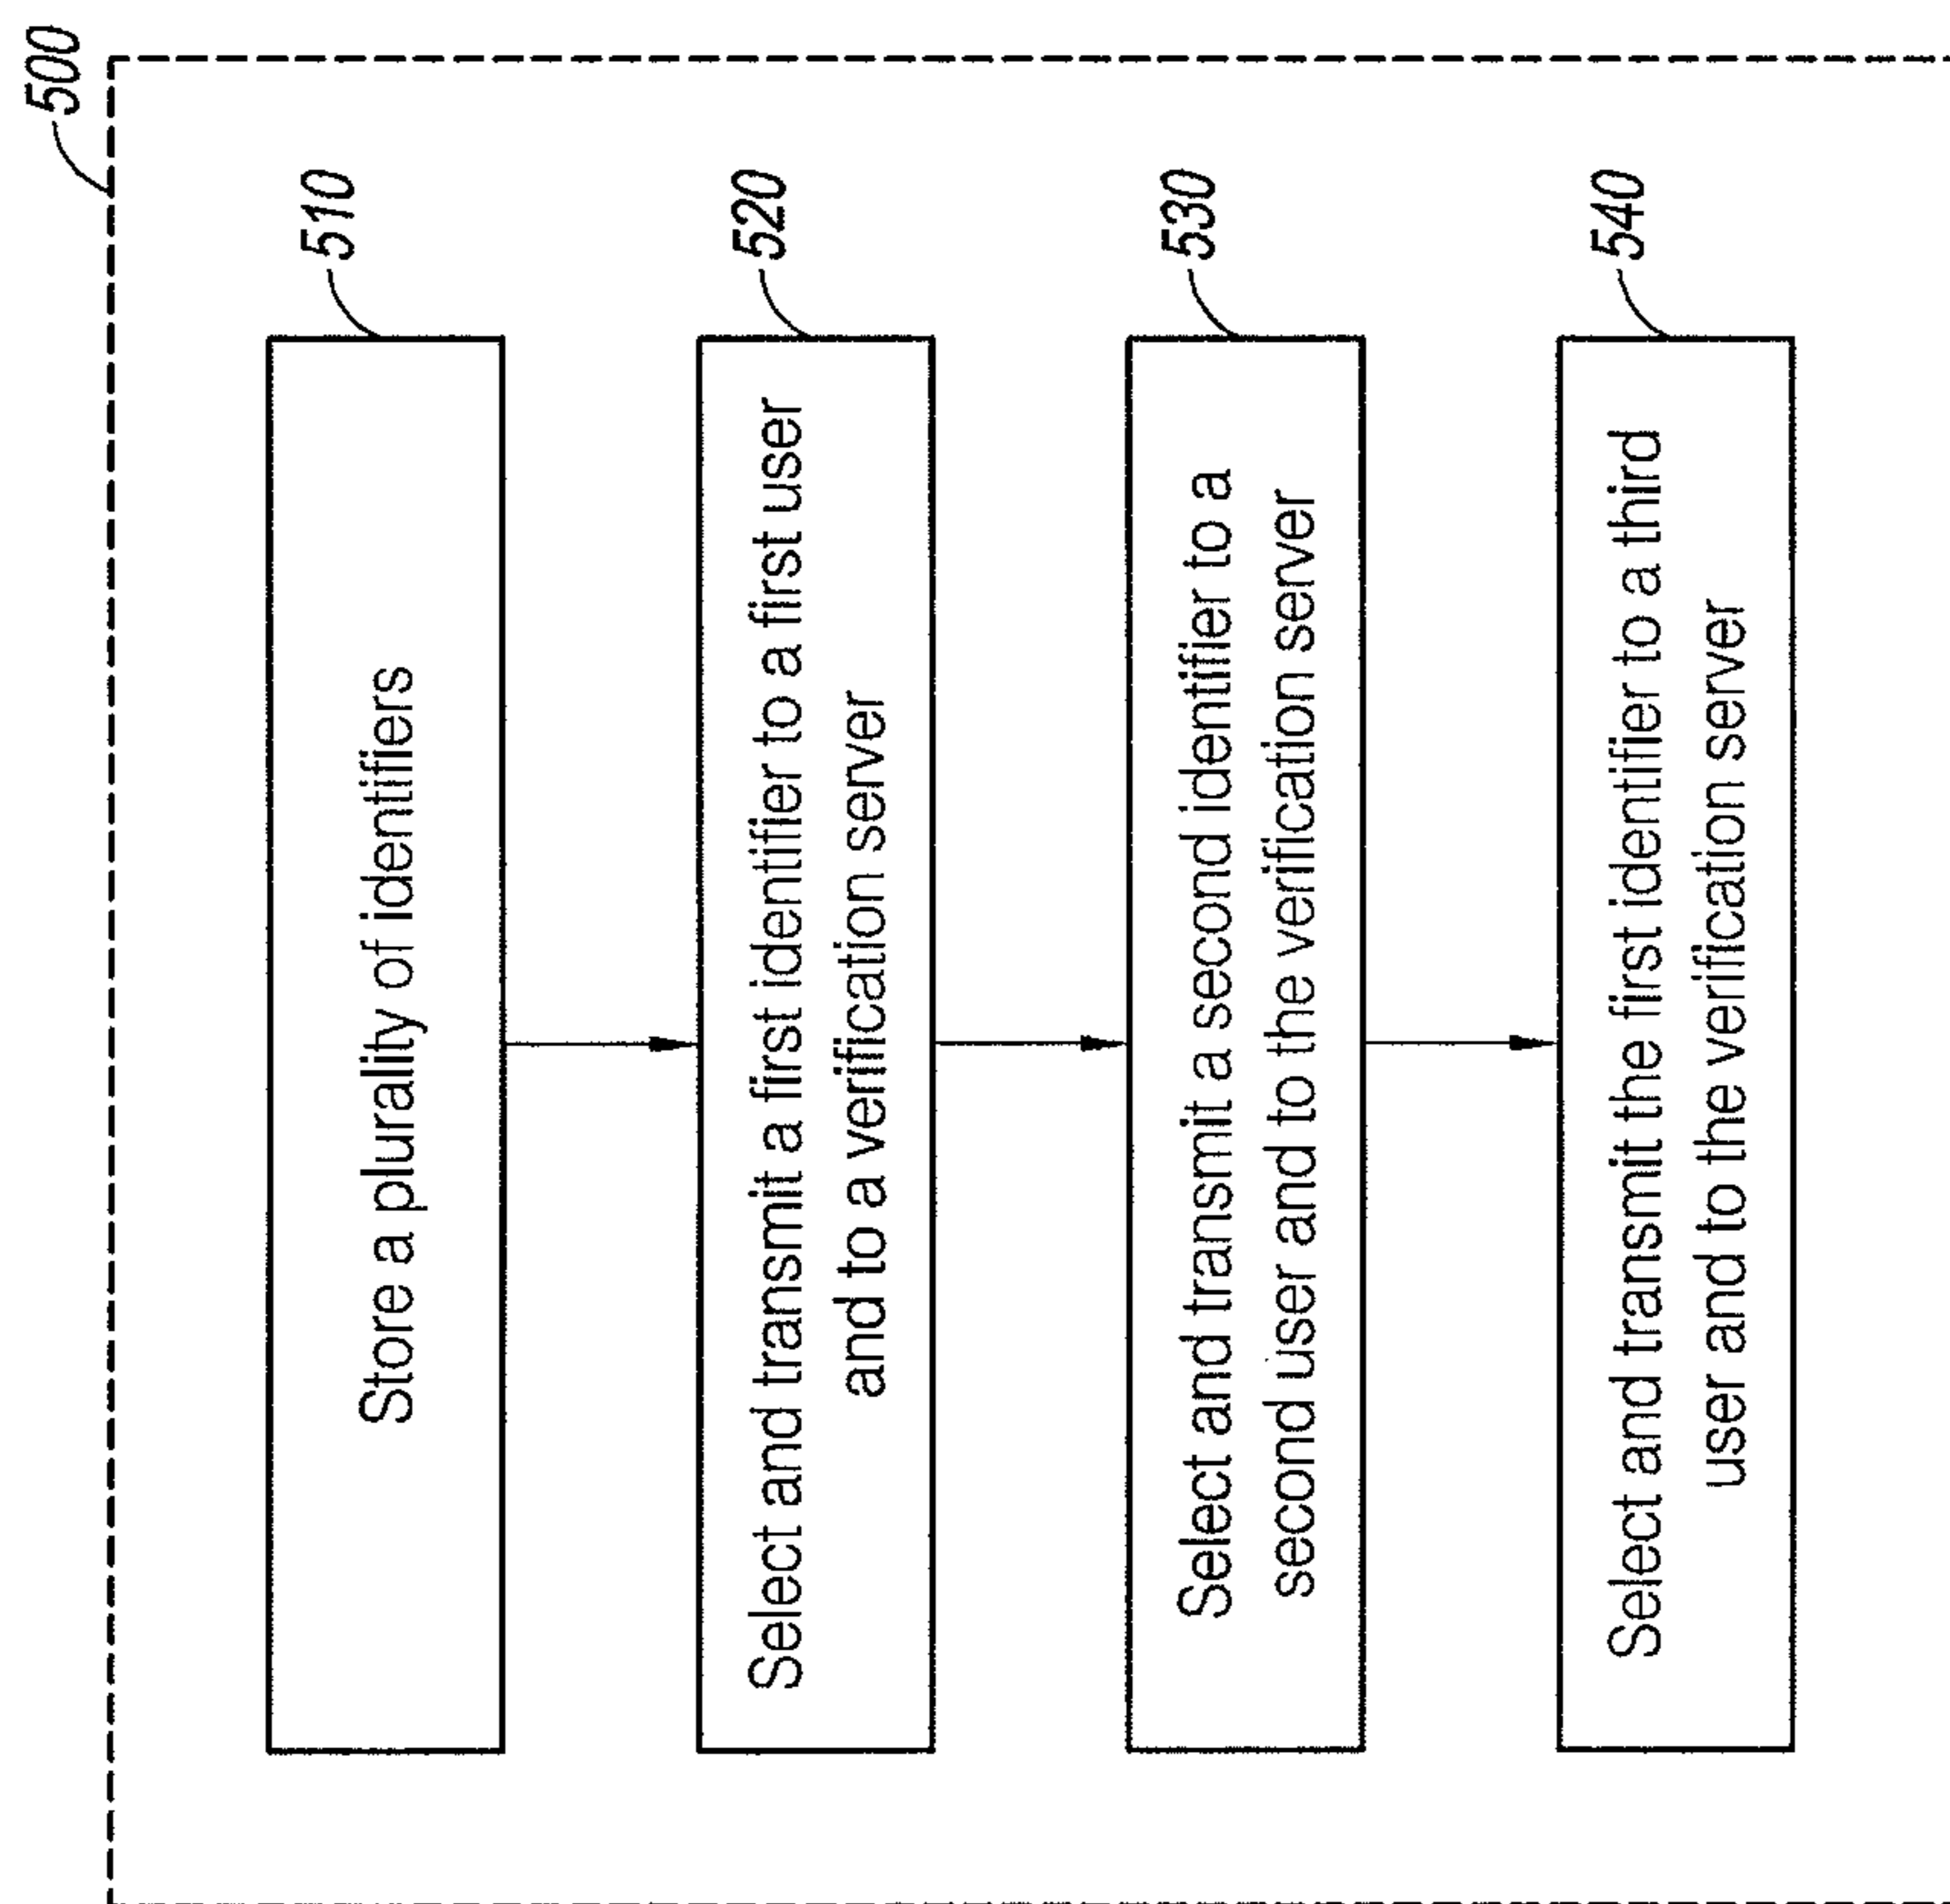 500
510
Store a plurality of identifiers
520
Select and transmit a first identifier to a first user
and to a verification server
530
Select and transmit a second identifier to a
second user and to the verification server
540
Select and transmit the first identifier to a third
user and to the verification server